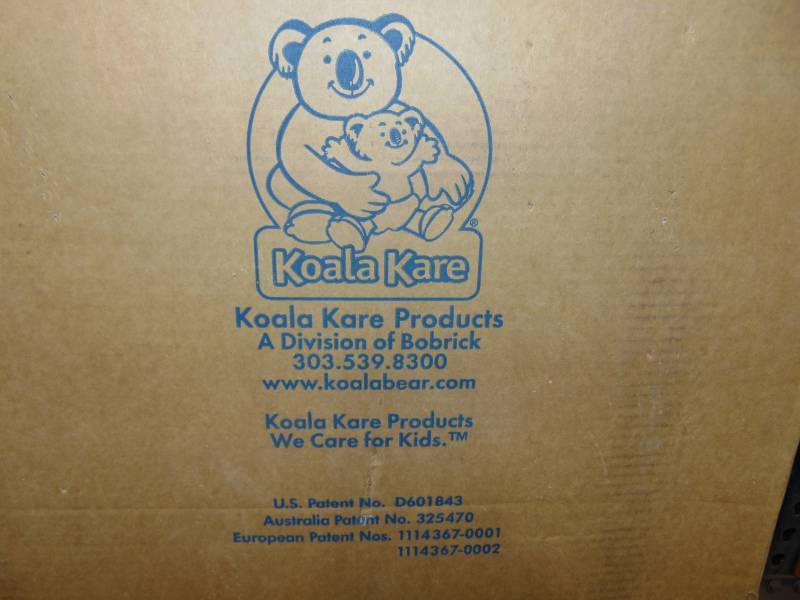 ®
Koala Kare
Koala Kare Products
A Division of Bobrick
303.539.8300
www.koalabear.com
Koala Kare Products
We Care for Kids.™
U.S. Patent No. D601843
Australia Patent No. 325470
European Patent Nos. 1114367-0001
1114367-0002